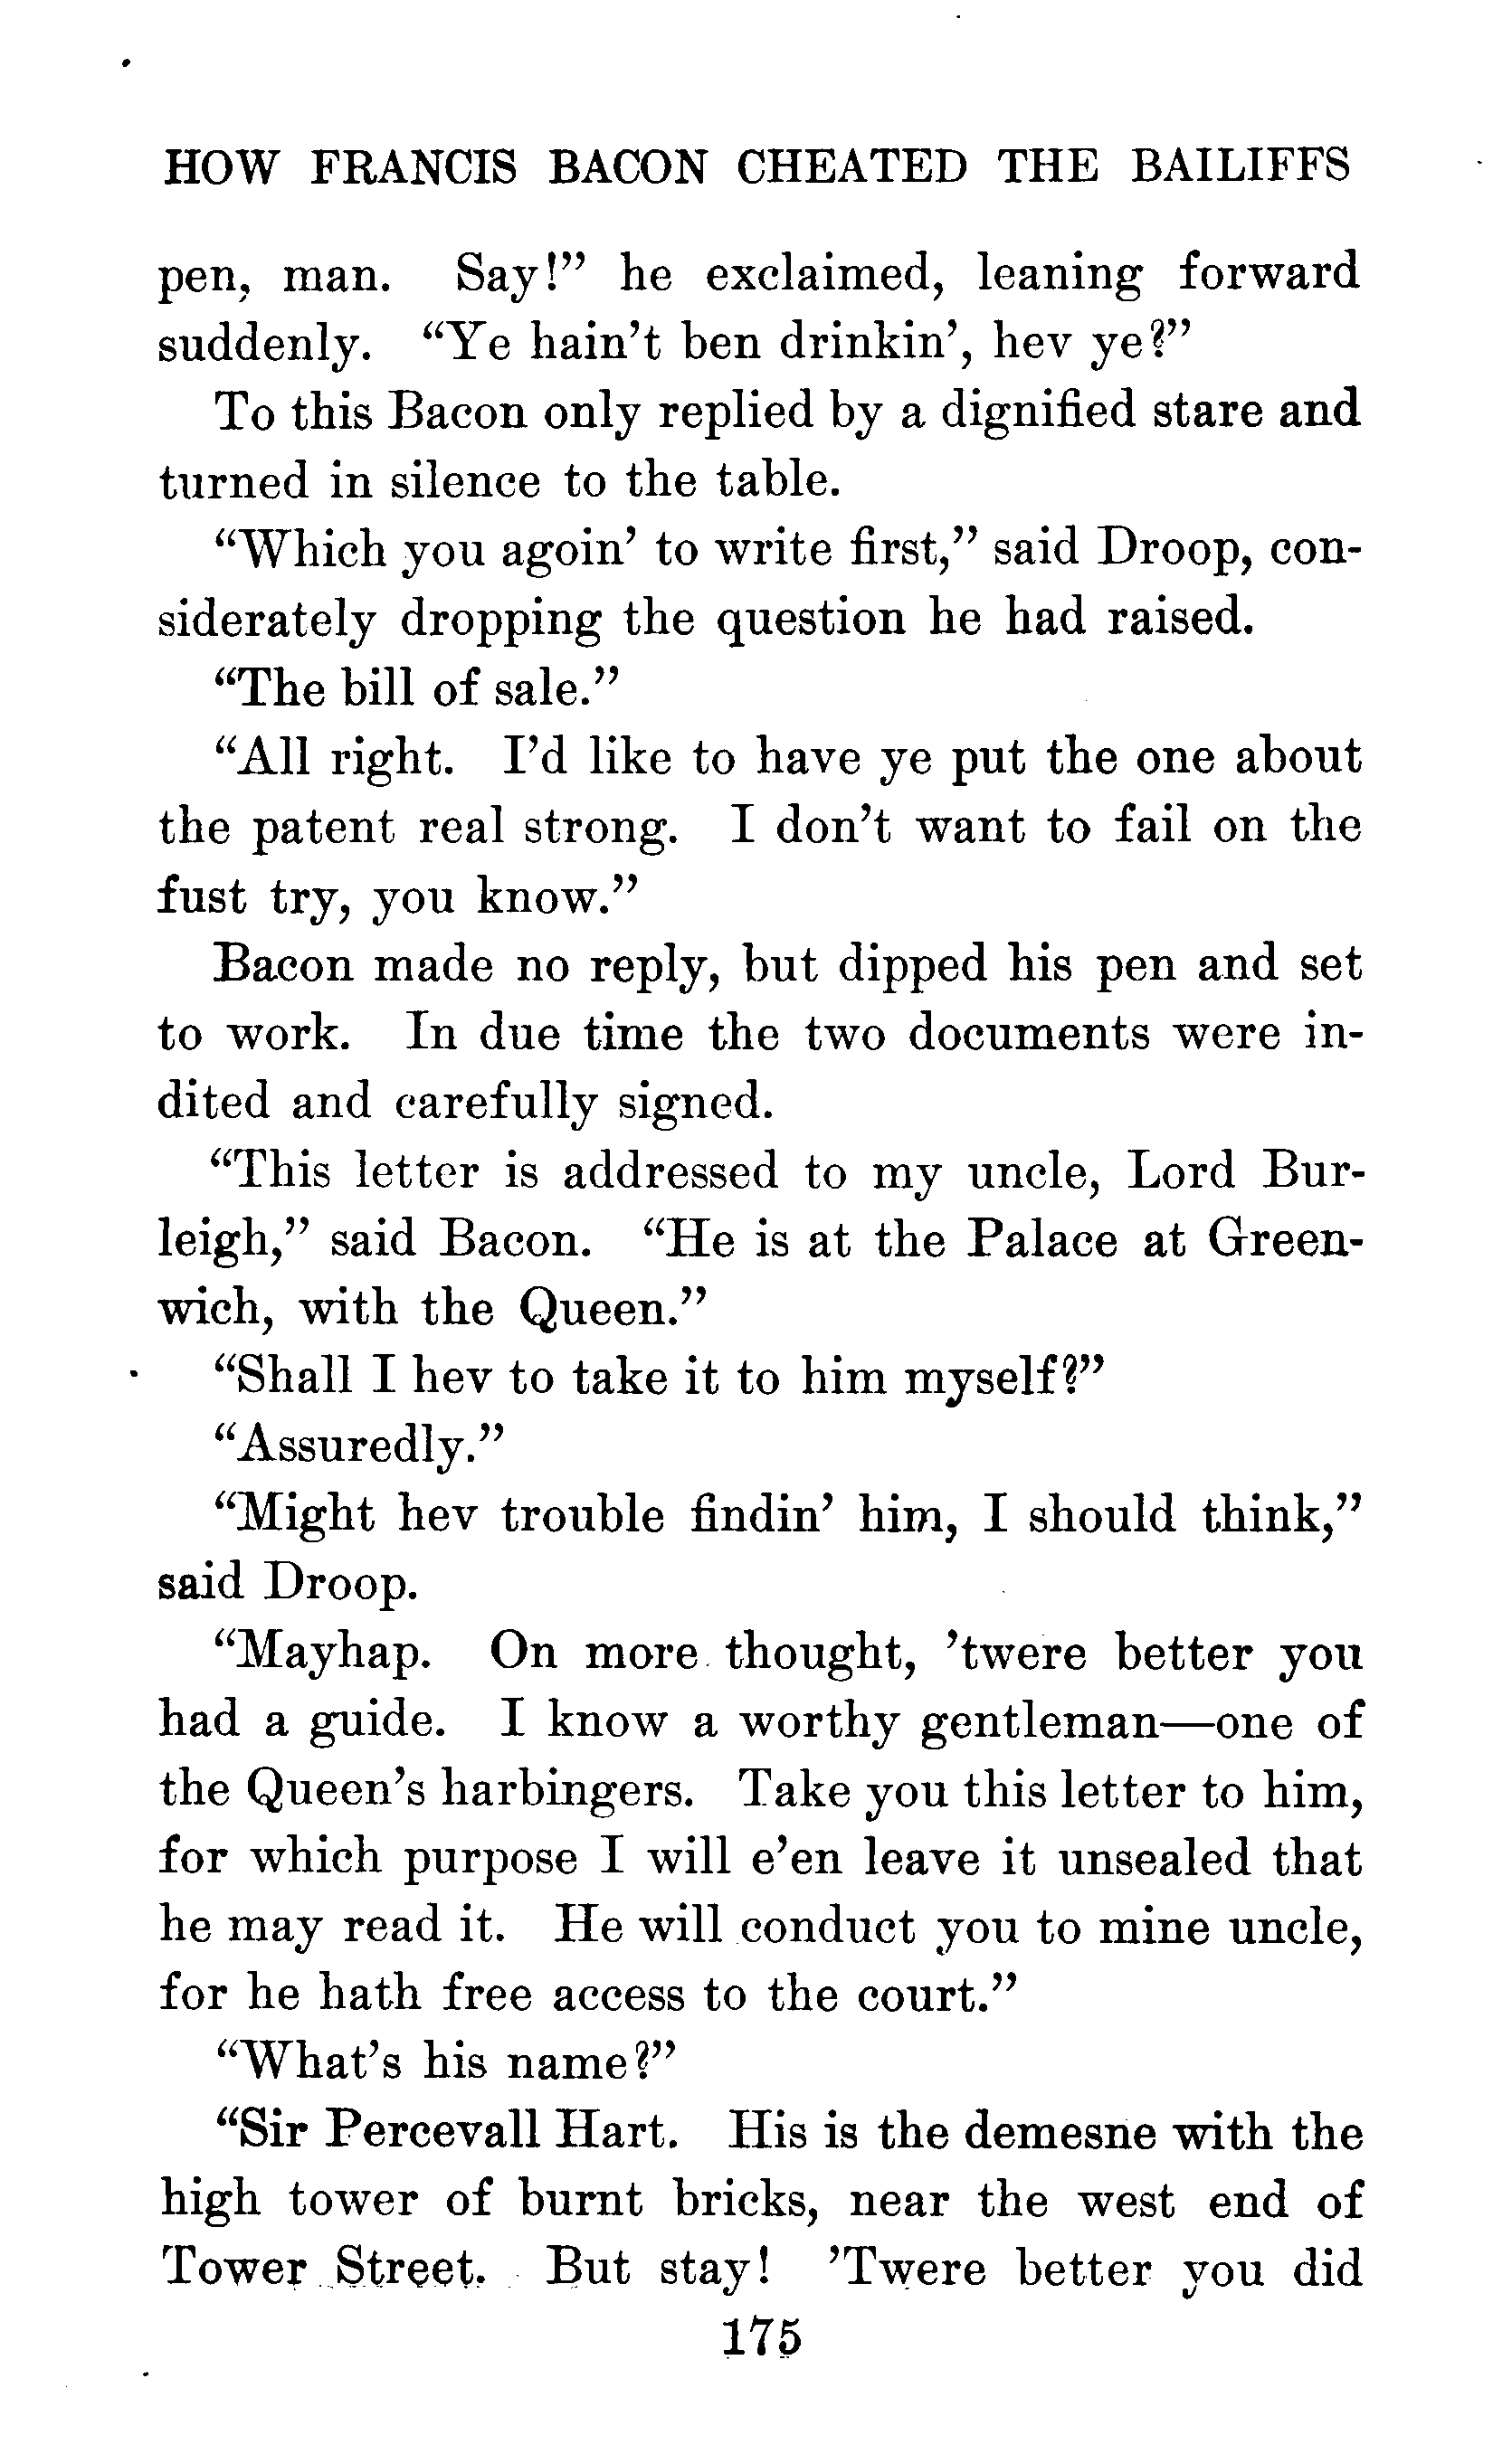 HOW FRANCIS BACON CHEATED THE BAILIFFS
pen, man. Say!” he exclaimed, leaning forward
suddenly. “Ye hain’t ben drinkin’, hev ye?”
To this Bacon only replied by a dignified stare and
turned in silence to the table.
“Which you agoin’ to write first,” said Droop, con-
siderately dropping the question he had raised.
“The bill of sale.”
“All right. I’d like to have ye put the one about
the patent real strong. I don’t want to fail on the
fust try, you know.”
Bacon made no reply, but dipped his pen and set
to work. In due time the two documents were in-
dited and carefully signed.
“This letter is addressed to my uncle, Lord Bur-
leigh,” said Bacon. “He is at the Palace at Green-
wich, with the Queen.”
“Shall I hev to take it to him myself?”
“Assuredly.”
“Might hev trouble findin’ him, I should think,”
said Droop.
“Mayhap. On more thought, ’twere better you
had a guide. I know a worthy gentleman—one of
the Queen’s harbingers. Take you this letter to him,
for which purpose I will e’en leave it unsealed that
he may read it. He will conduct you to mine uncle,
for he hath free access to the court.”
“What’s his name?”
“Sir Percevall Hart. His is the demesne with the
high tower of burnt bricks, near the west end of
Tower Street. But stay! ’Twere better you did
175